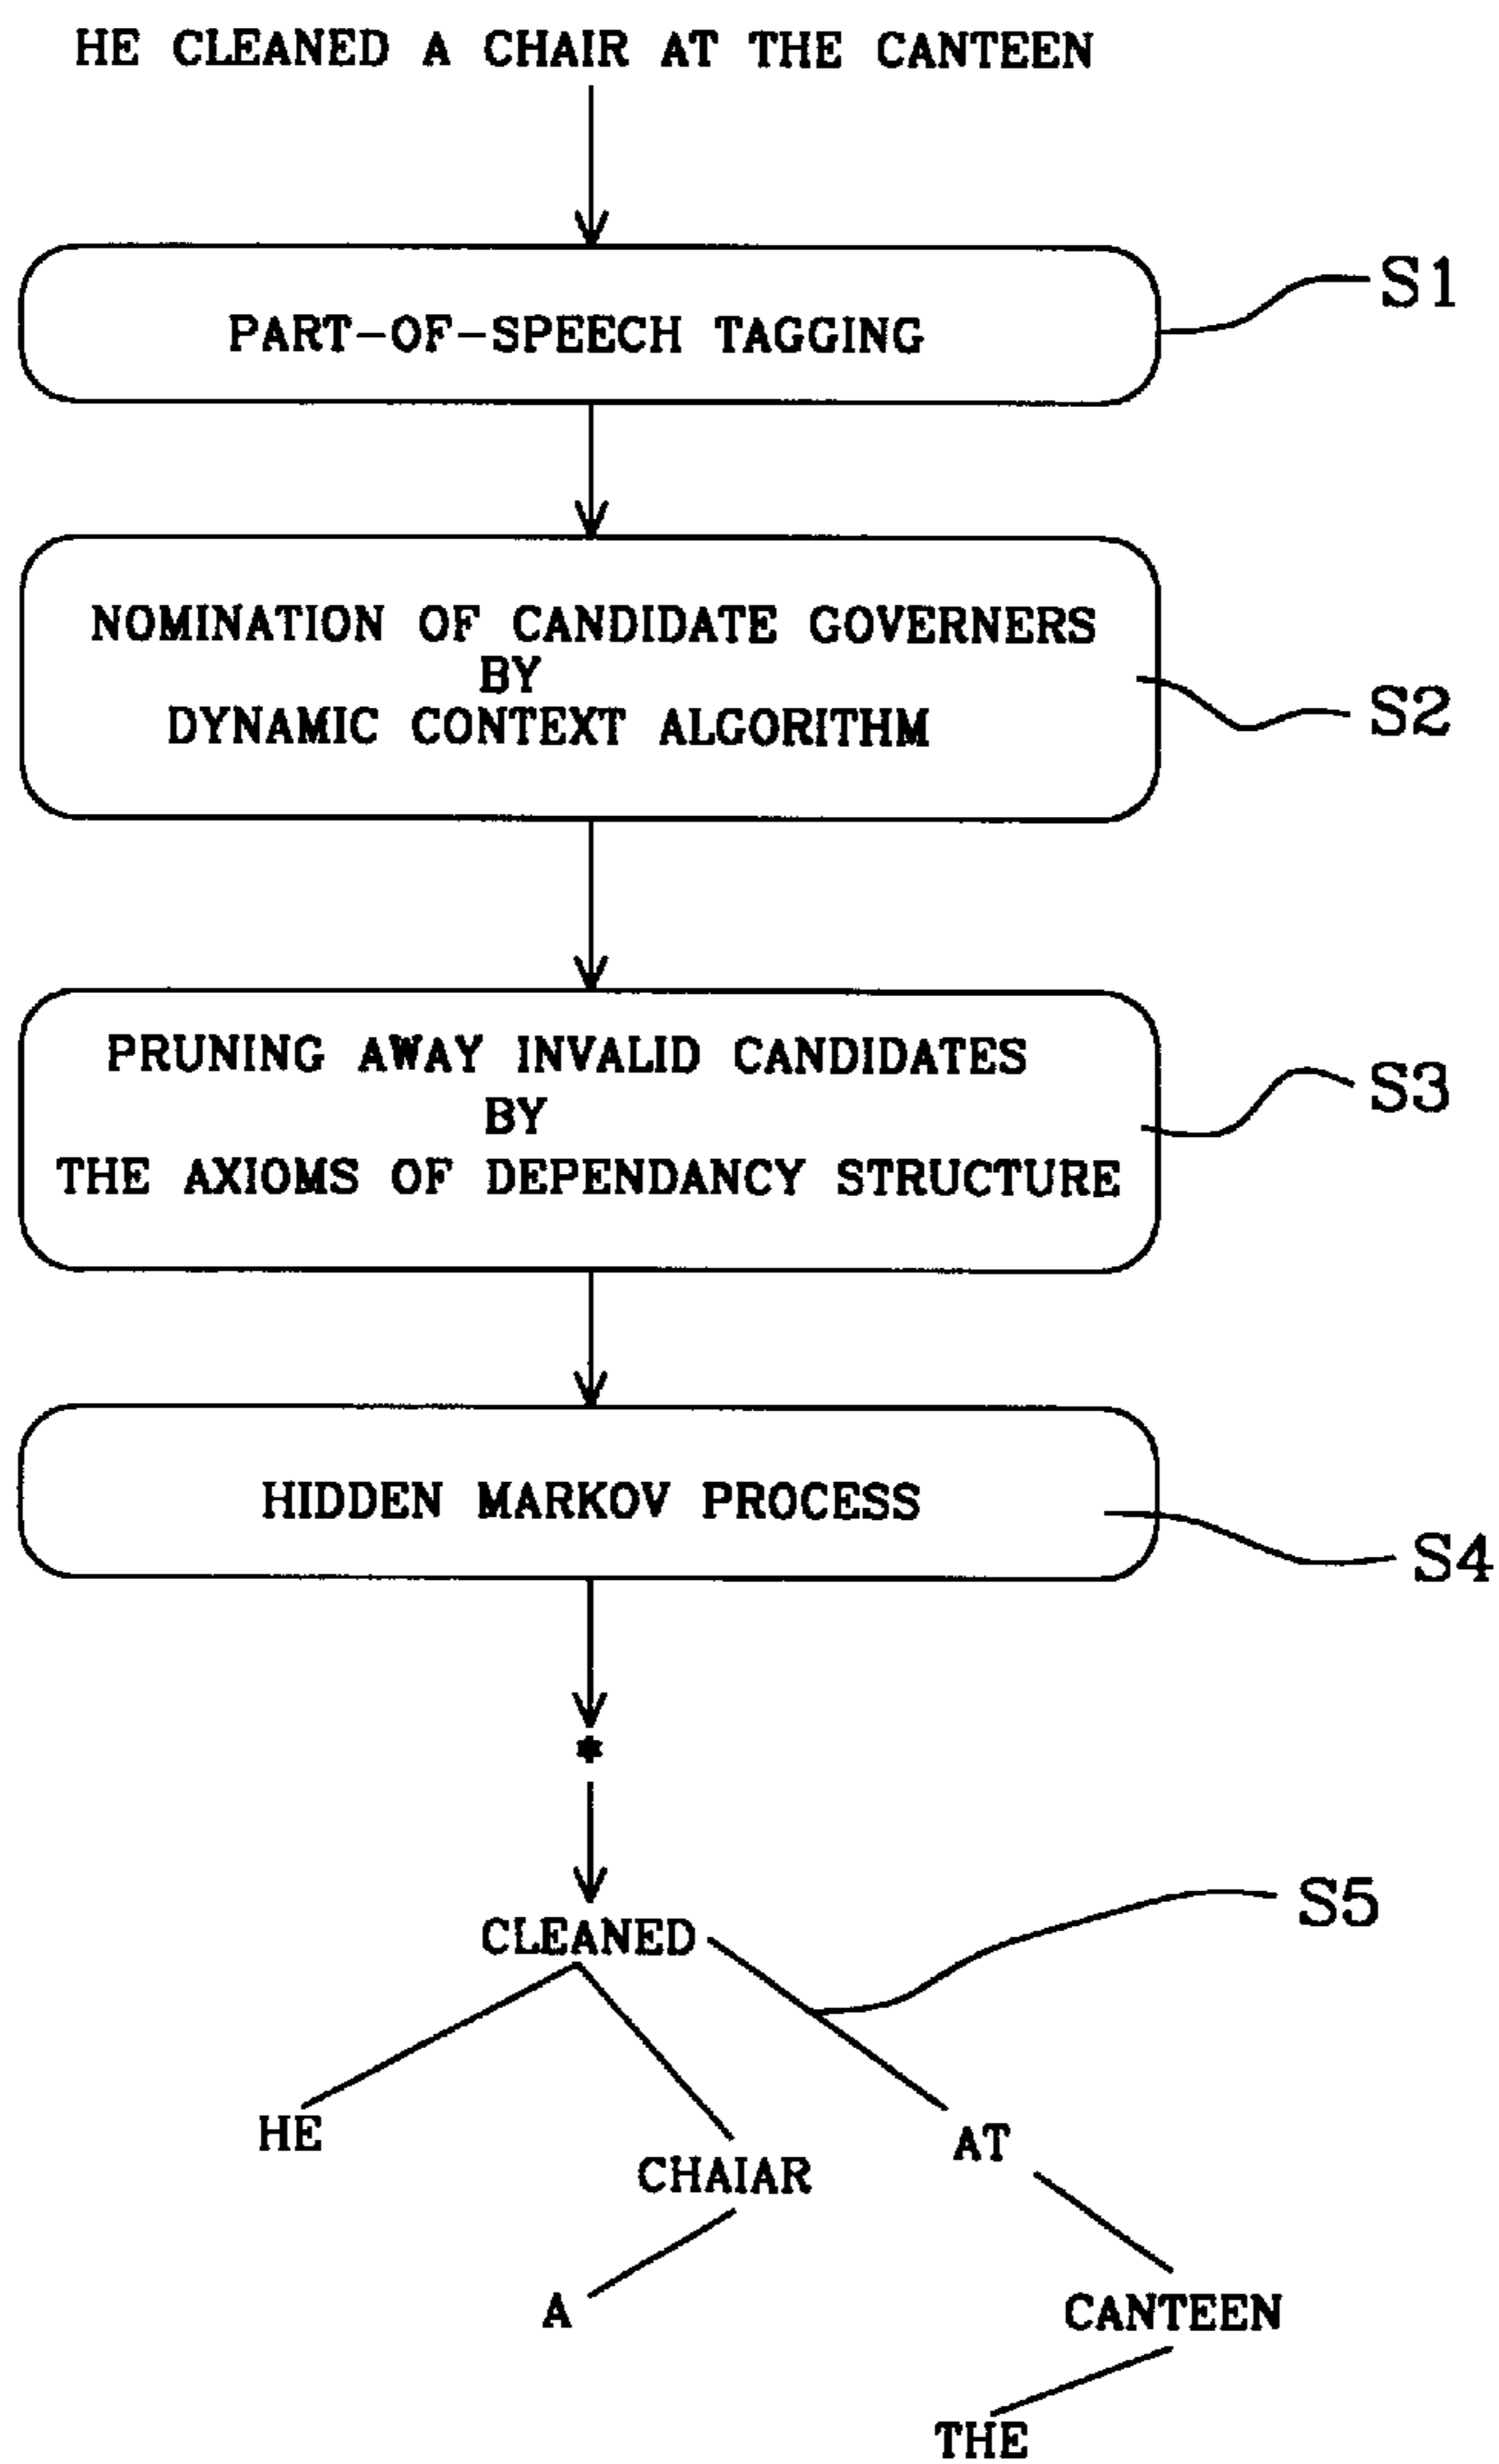 HE CLEANED A CHAIR AT THE CANTEEN
PART-OF-SPEECH TAGGING
S1
NOMINATION OF CANDIDATE GOVERNERS
BY
DYNAMIC CONTEXT ALGORITHM
S2
PRUNING AWAY INVALID CANDIDATES
BY
THE AXIOMS OF DEPENDANCY STRUCTURE
S3
HIDDEN MARKOV PROCESS
S4
*
CLEANED
S5
HE
CHAIAR
AT
A
CANTEEN
THE